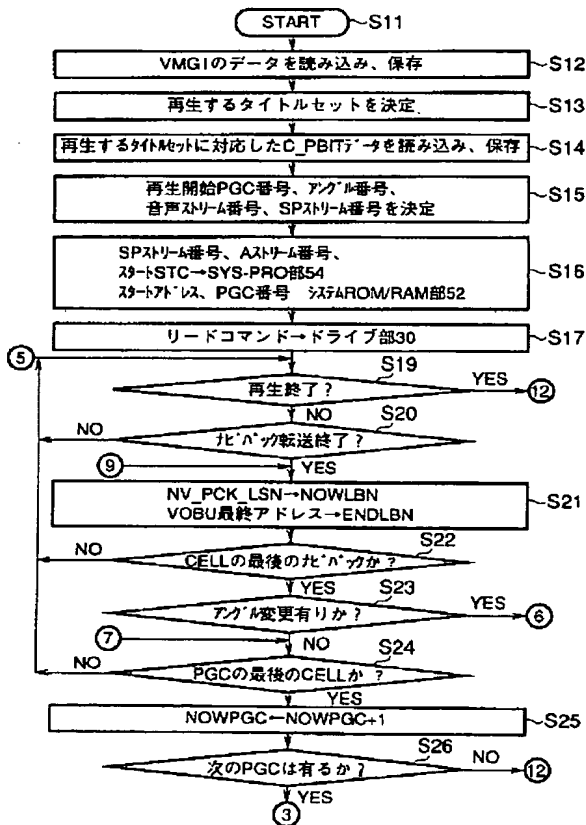 START
S11
VMGIのデータを読み込み、保存
S12
再生するタイトルセットを決定
S13
再生するタイトルセットに対応したC_PBITデータを読み込み、保存
S14
再生開始PGC番号、アングル番号、
音声ストリーム番号、SPストリーム番号を決定
S15
SPストリーム番号、Aストリーム番号、
スタートSTC→SYS-PRO部54
スタートアドレス、PGC番号 システムROM/RAM部52
S16
リードコマンド→ドライブ部30
S17
5
S19
再生終了?
YES
12
NO
S20
NO
ナビパック転送終了?
9
YES
NV_PCK_LSN→NOWLBN
VOBU最終アドレス→ENDLBN
S21
S22
NO
CELLの最後のナビパックか?
YES
S23
アングル変更有りか?
YES
6
7
NO
S24
NO
PGCの最後のCELLか?
YES
NOWPGC←NOWPGC+1
S25
S26
次のPGCは有るか?
NO
12
YES
3